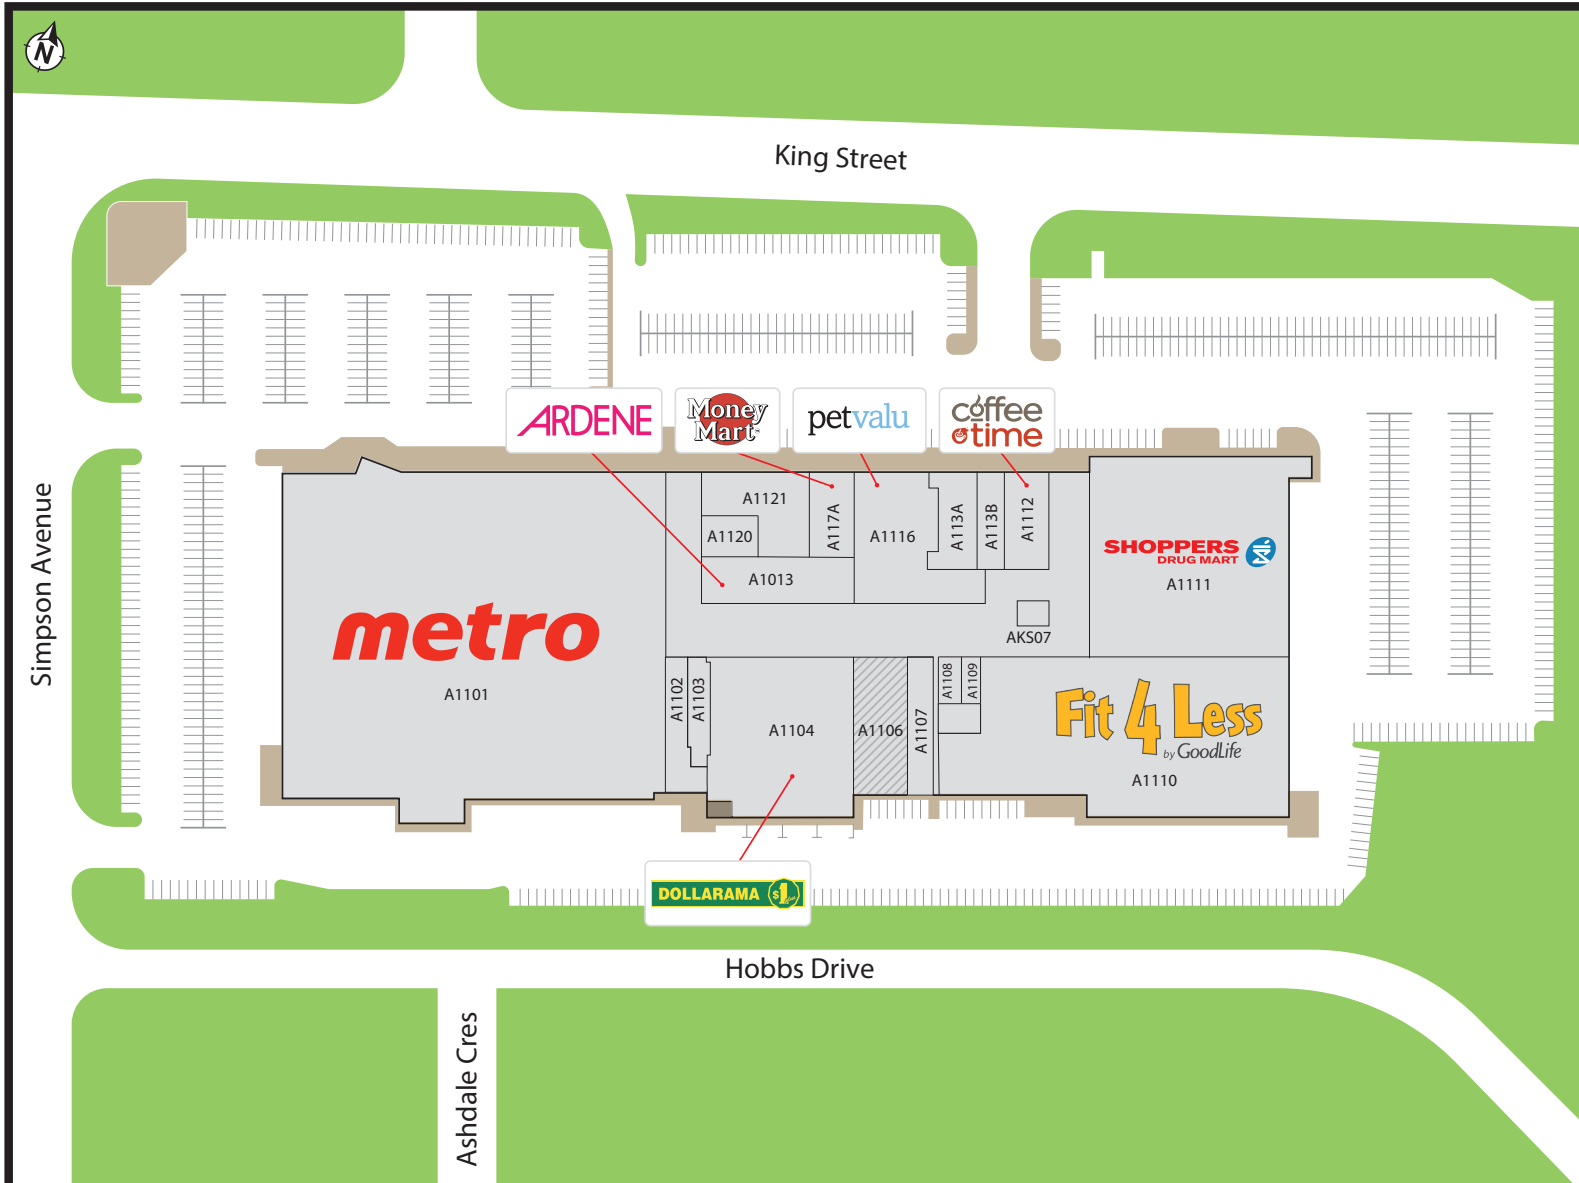 N
King Street
Simpson Avenue
ARDENE
Money
Mart
petvalu
coffee
time
A1121
A1120
A117A
A1116
A113A
A113B
A1112
A1013
SHOPPERS
DRUG MART
A1111
AKS07
metro
A1101
A1102
A1103
A1104
A1106
A1107
A1108
A1109
Fit 4 Less
by GoodLife
A1110
DOLLARAMA $1
Hobbs Drive
Ashdale Cres